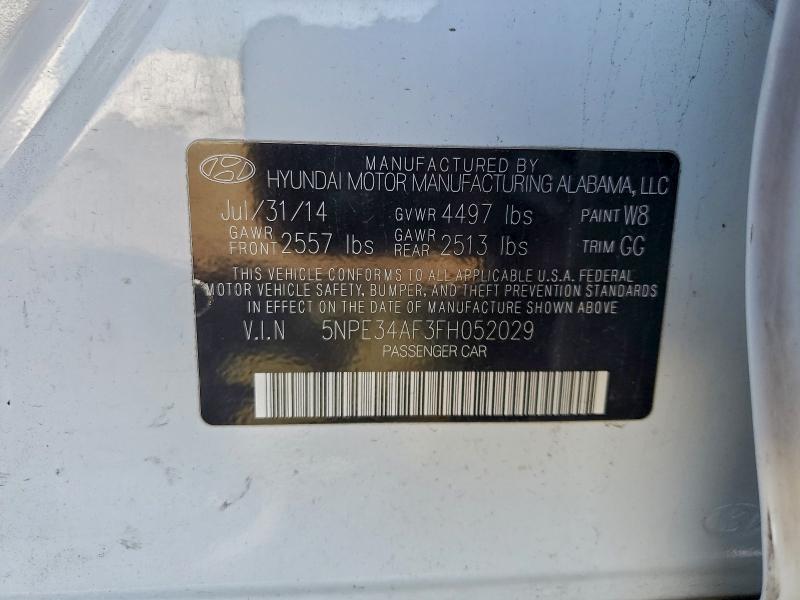 MANUFACTURED BY
HYUNDAI MOTOR MANUFACTURING ALABAMA, LLC
Jul/31/14 GVWR 4497 lbs PAINT W8
GAWR FRONT 2557 lbs GAWR REAR 2513 lbs TRIM GG
THIS VEHICLE CONFORMS TO ALL APPLICABLE U.S.A. FEDERAL
MOTOR VEHICLE SAFETY, BUMPER, AND THEFT PREVENTION STANDARDS
IN EFFECT ON THE DATE OF MANUFACTURE SHOWN ABOVE
V.I.N 5NPE34AF3FH052029
PASSENGER CAR